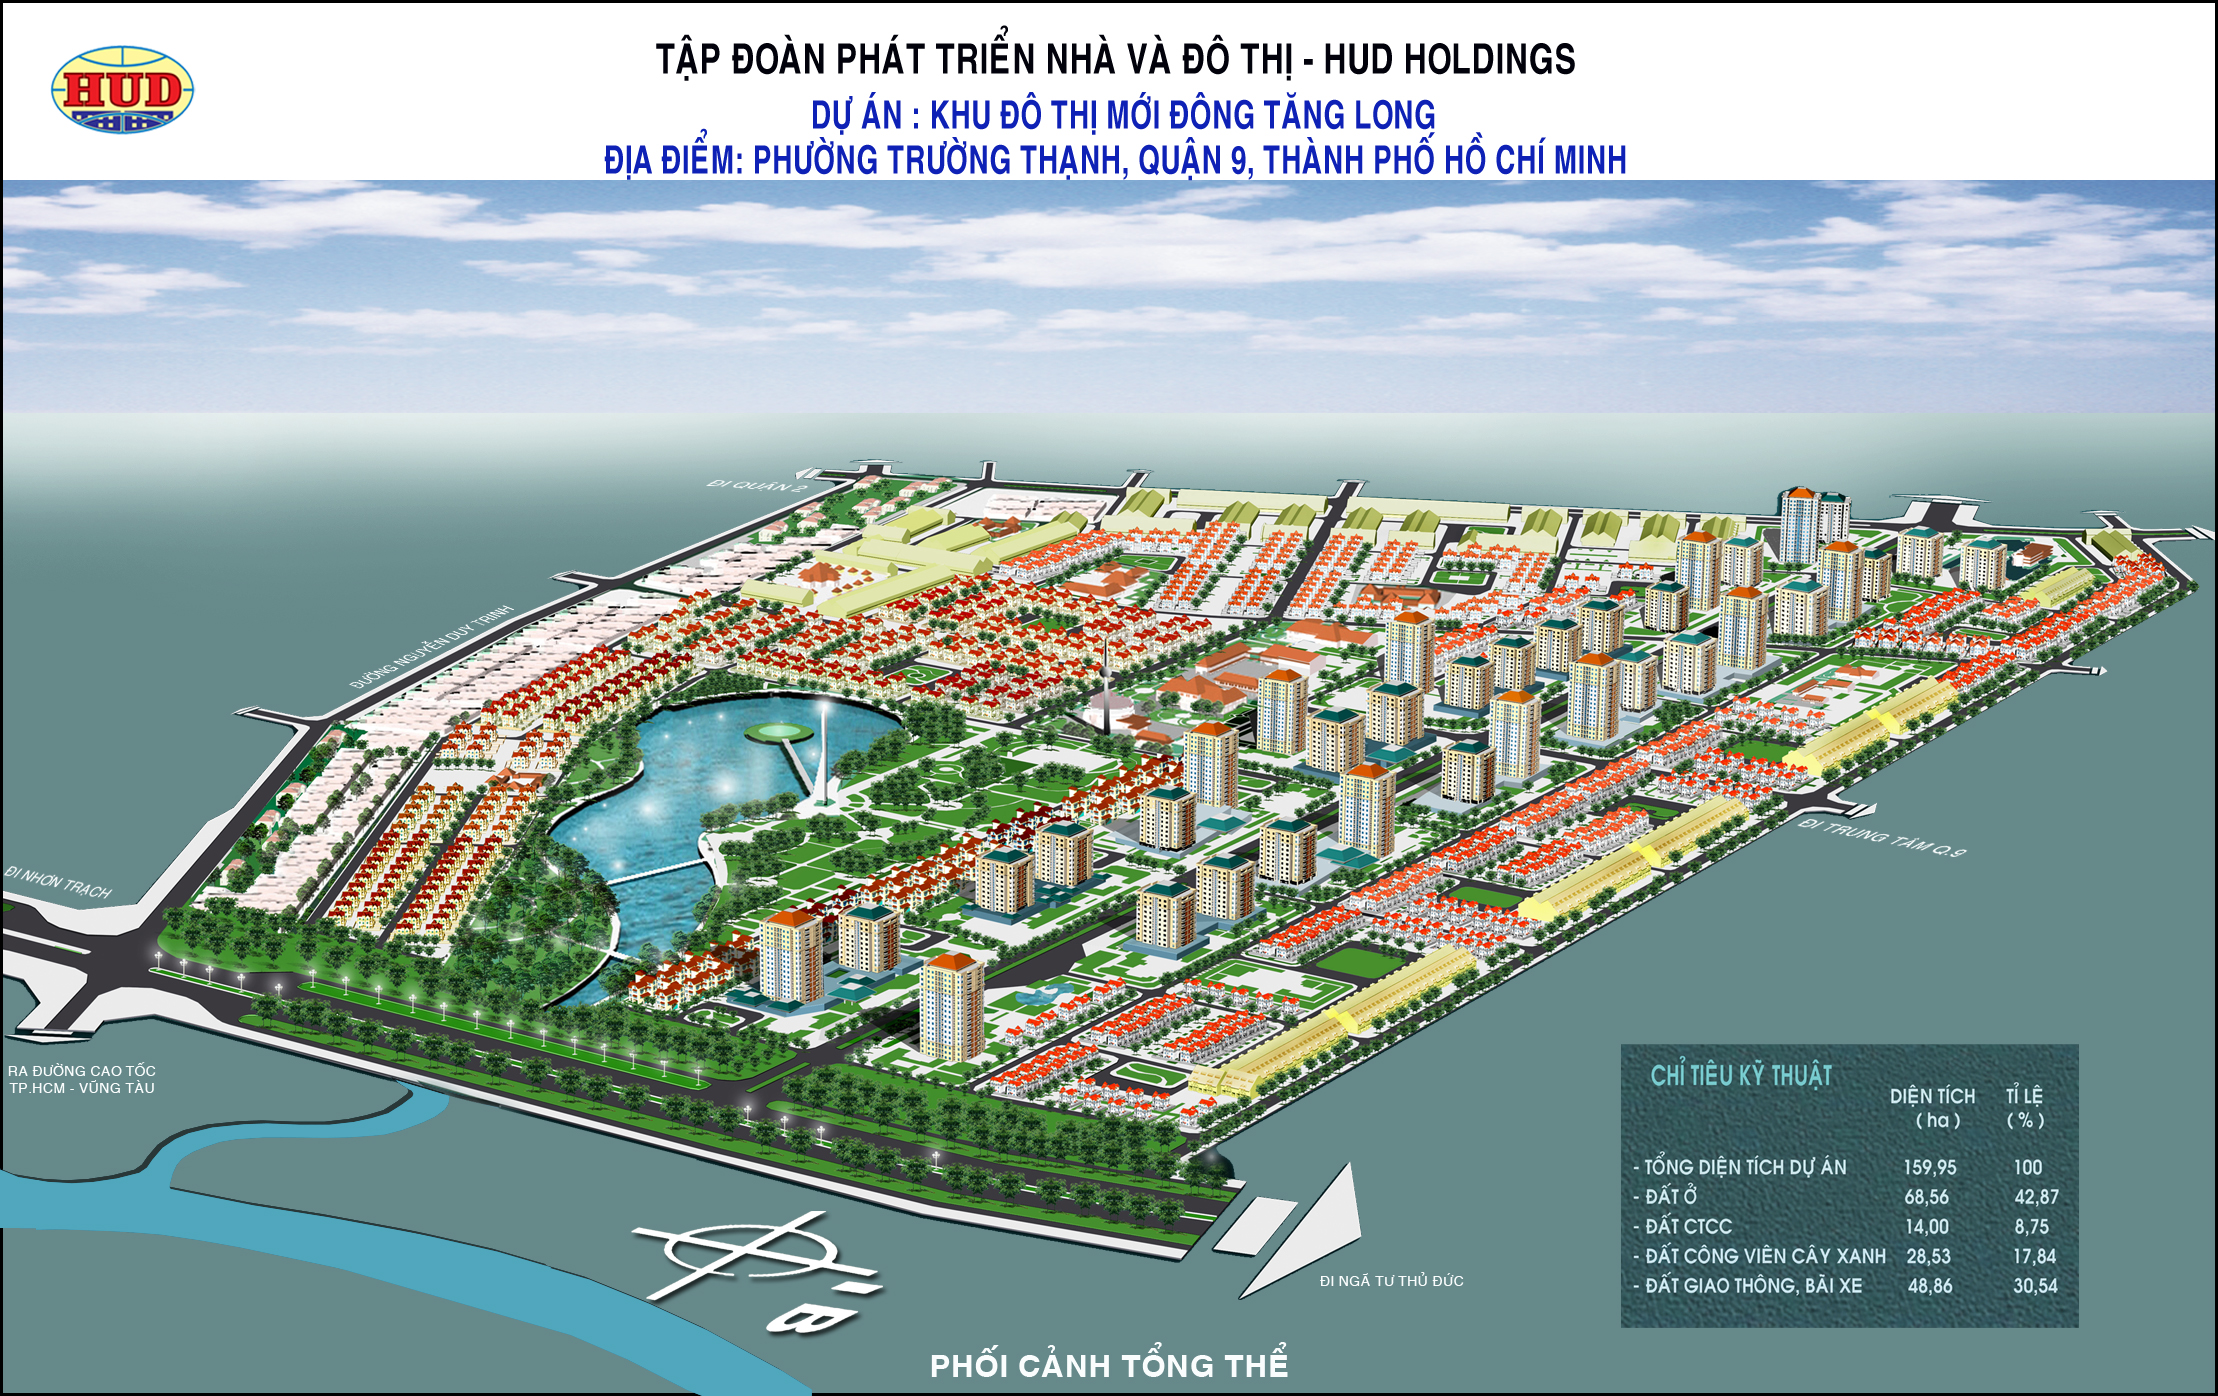 HUD
TẬP ĐOÀN PHÁT TRIỂN NHÀ VÀ ĐÔ THỊ - HUD HOLDINGS
DỰ ÁN : KHU ĐÔ THỊ MỚI ĐÔNG TĂNG LONG
ĐỊA ĐIỂM: PHƯỜNG TRƯỜNG THẠNH, QUẬN 9, THÀNH PHỐ HỒ CHÍ MINH
ĐI QUẬN 2
ĐƯỜNG NGUYỄN DUY TRINH
ĐI NHƠN TRẠCH
ĐI TRUNG TÂM Q.9
RA ĐƯỜNG CAO TỐC
TP.HCM - VŨNG TÀU
CHỈ TIÊU KỸ THUẬT
DIỆN TÍCH TỈ LỆ
( ha ) ( % )
- TỔNG DIỆN TÍCH DỰ ÁN 159,95 100
- ĐẤT Ở 68,56 42,87
- ĐẤT CTCC 14,00 8,75
- ĐẤT CÔNG VIÊN CÂY XANH 28,53 17,84
- ĐẤT GIAO THÔNG, BÃI XE 48,86 30,54
ĐI NGÃ TƯ THỦ ĐỨC
B
PHỐI CẢNH TỔNG THỂ